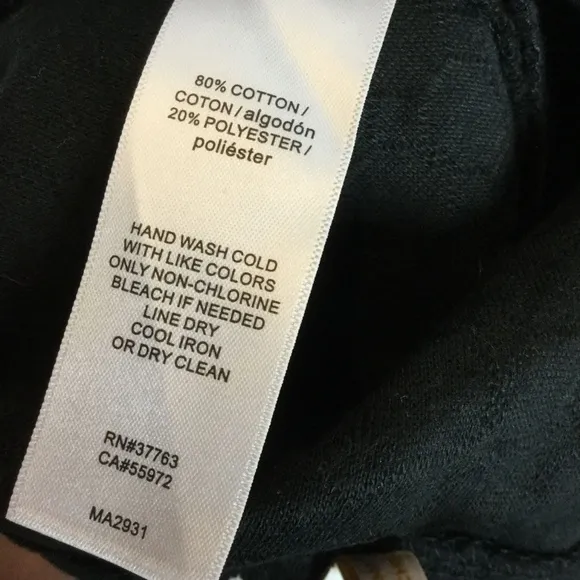 80% COTTON /
COTON / algodón
20% POLYESTER /
poliéster
HAND WASH COLD
WITH LIKE COLORS
ONLY NON-CHLORINE
BLEACH IF NEEDED
LINE DRY
COOL IRON
OR DRY CLEAN
RN#37763
CA#55972
MA2931